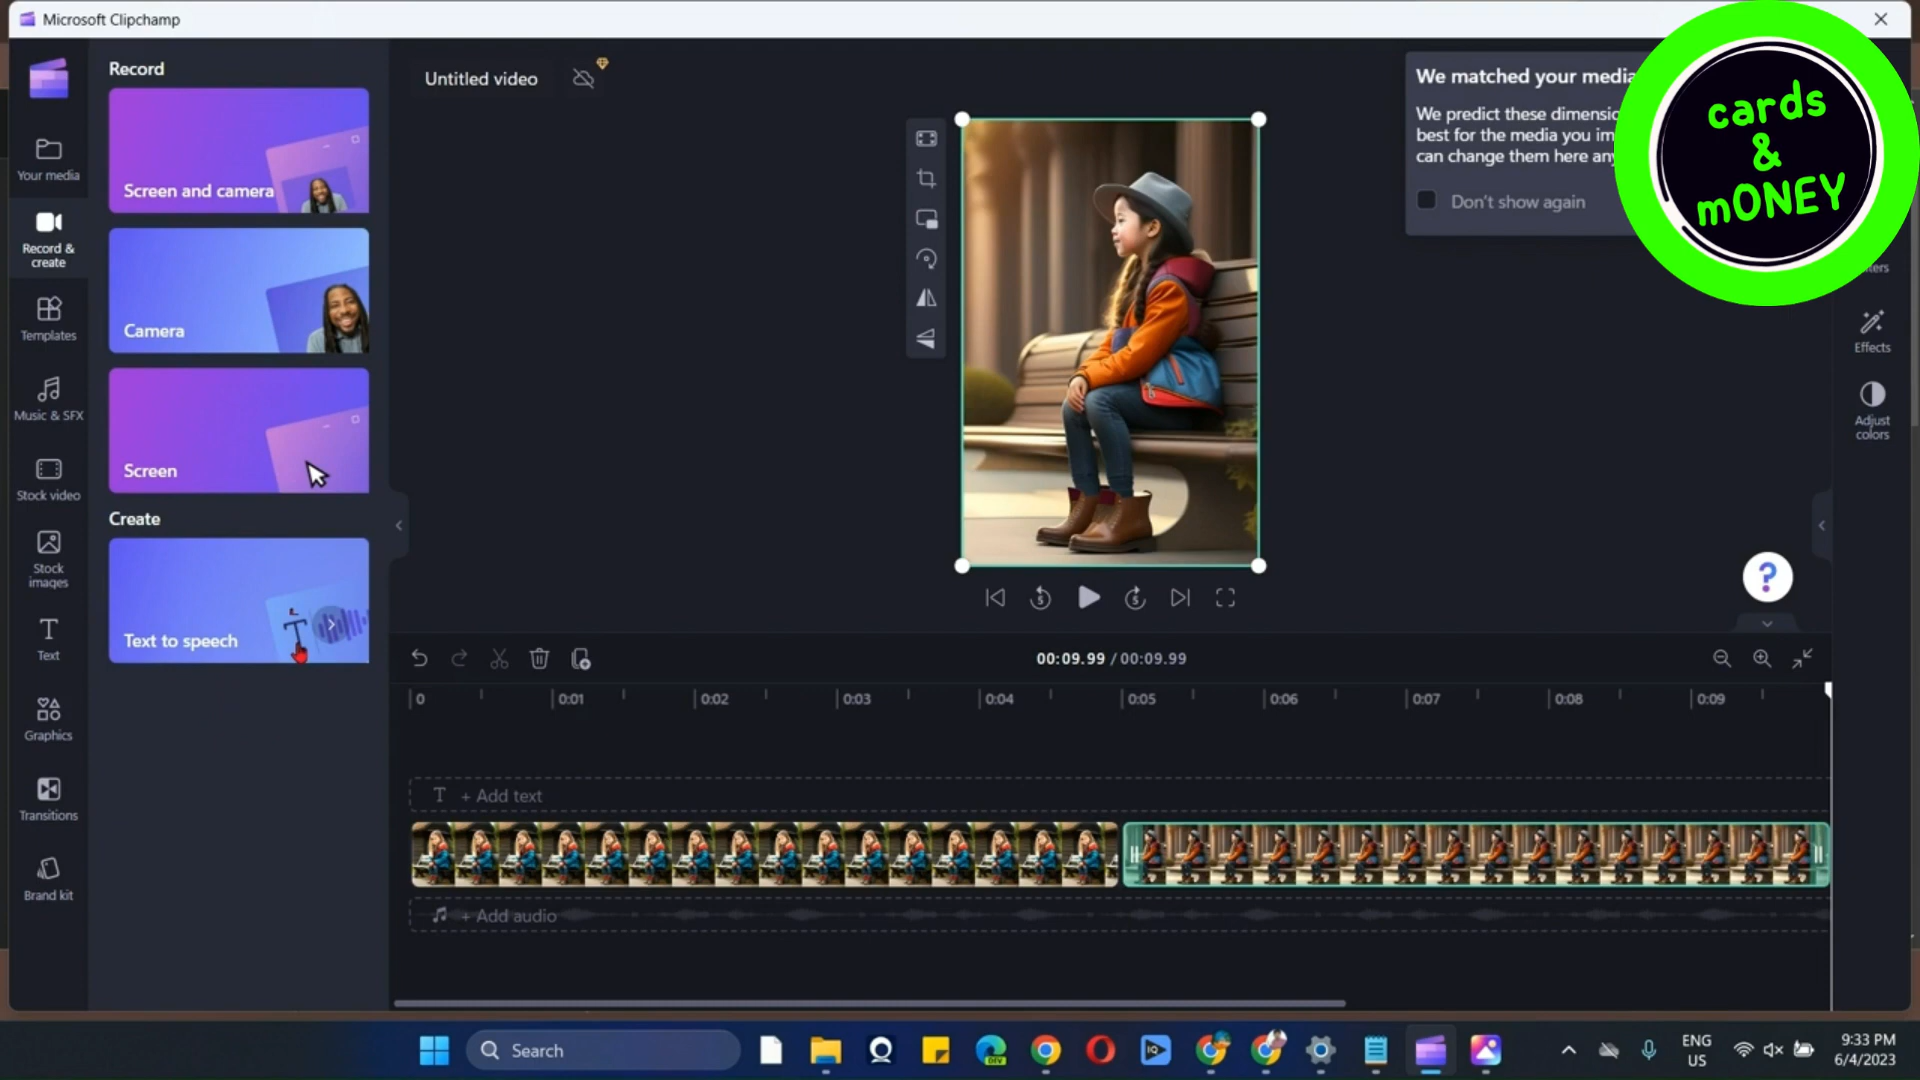 Microsoft Clipchamp
Record
Screen and camera
Camera
Screen
Create
Text to speech
Your media
Record &
create
Templates
Music & SFX
Stock video
Stock
images
Text
Graphics
Transitions
Brand kit
Untitled video
We matched your media
We predict these
best for the media you
can change them here
Don't show again
cards
&
mONEY
Effects
Adjust
colors
?
5
5
00:09.99 / 00:09.99
0
0:01
0:02
0:03
0:04
0:05
0:06
0:07
0:08
0:09
T + Add text
+ Add audio
Search
DEV
IQ
ENG
US
9:33 PM
6/4/2023